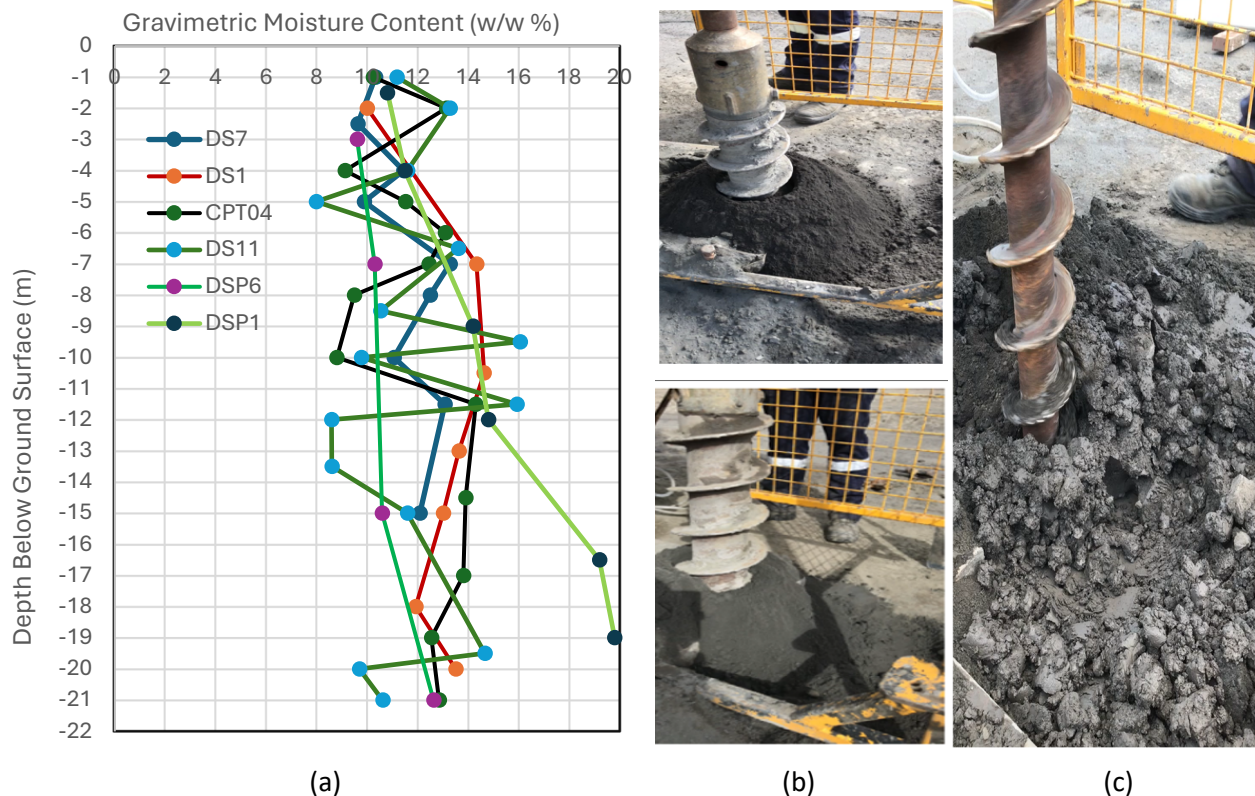 Gravimetric Moisture Content (w/w %)
0 2 4 6 8 10 12 14 16 18 20
0
-1
-2
-3
-4
-5
-6
-7
-8
-9
-10
-11
-12
-13
-14
-15
-16
-17
-18
-19
-20
-21
-22
Depth Below Ground Surface (m)
DS7
DS1
CPT04
DS11
DSP6
DSP1
(a) (b) (c)